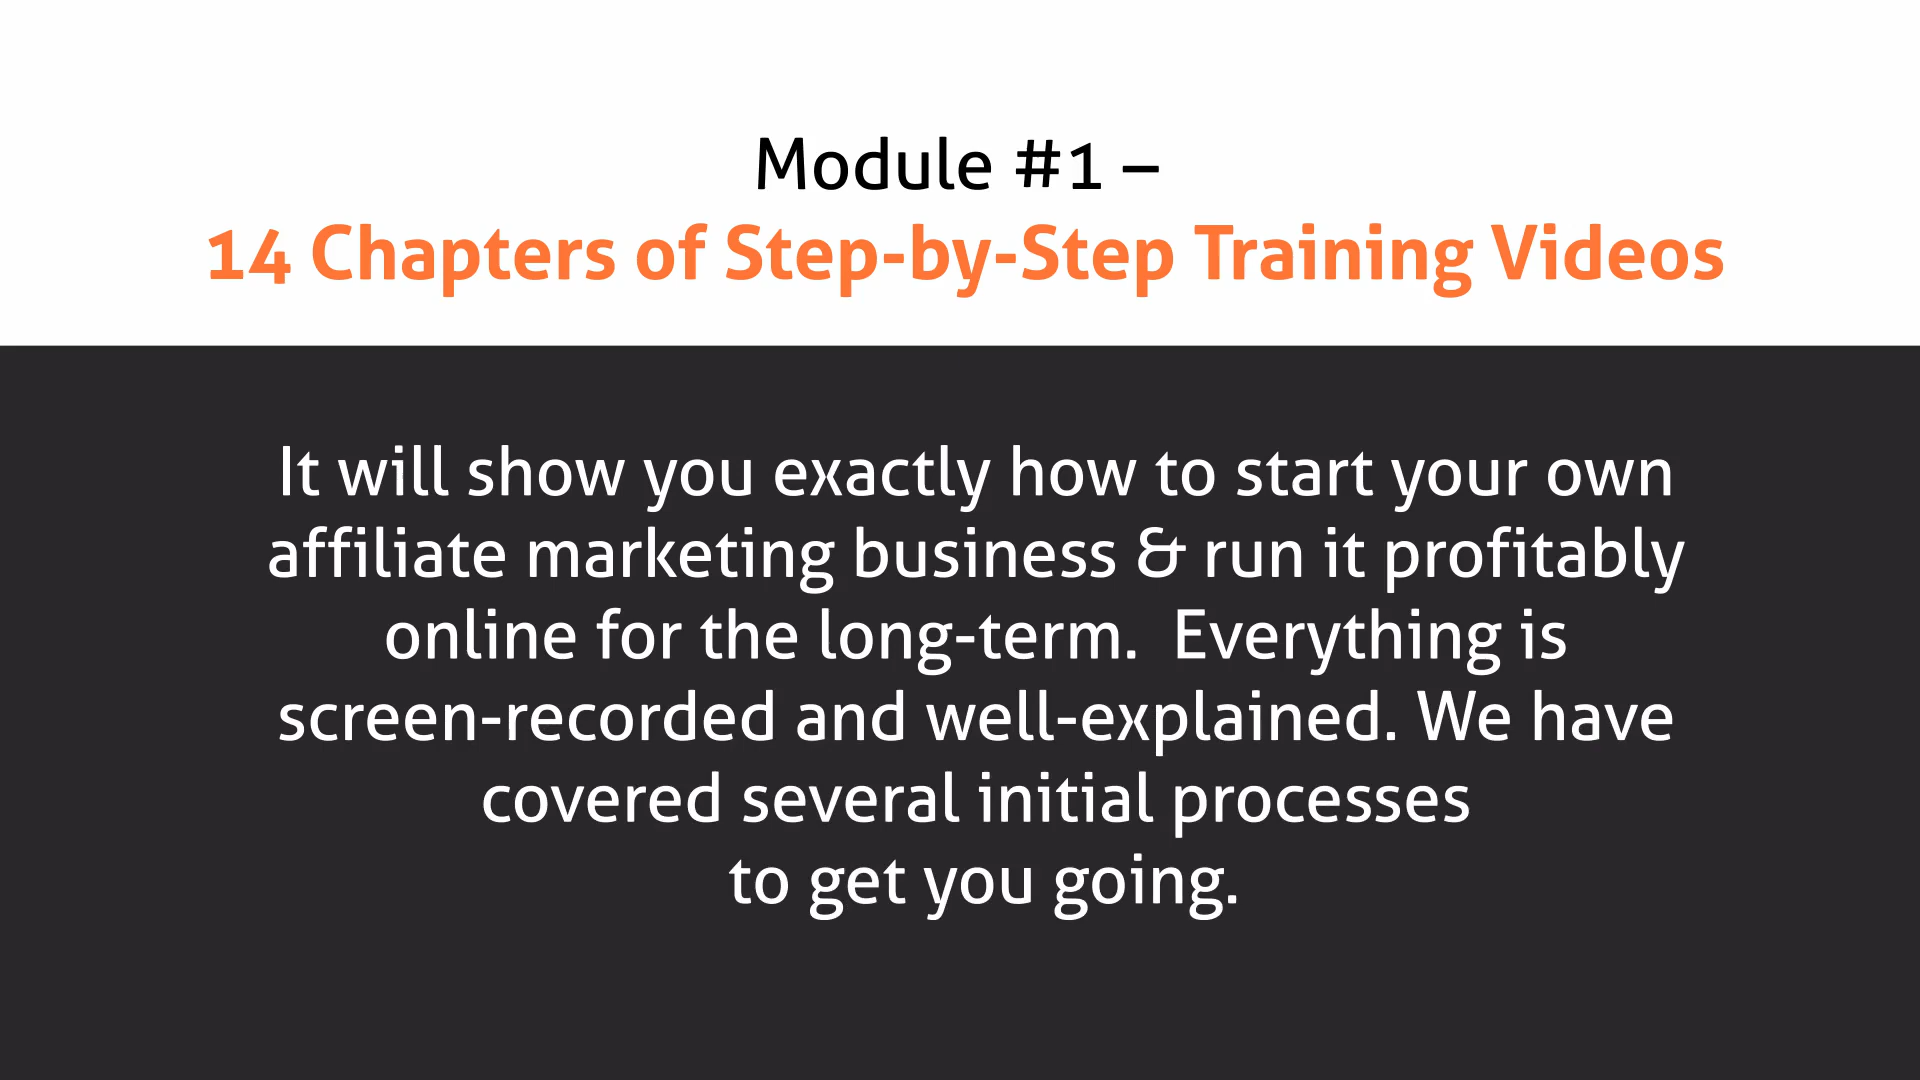 Module #1 –
14 Chapters of Step-by-Step Training Videos
It will show you exactly how to start your own
affiliate marketing business & run it profitably
online for the long-term.  Everything is
screen-recorded and well-explained. We have
covered several initial processes
to get you going.